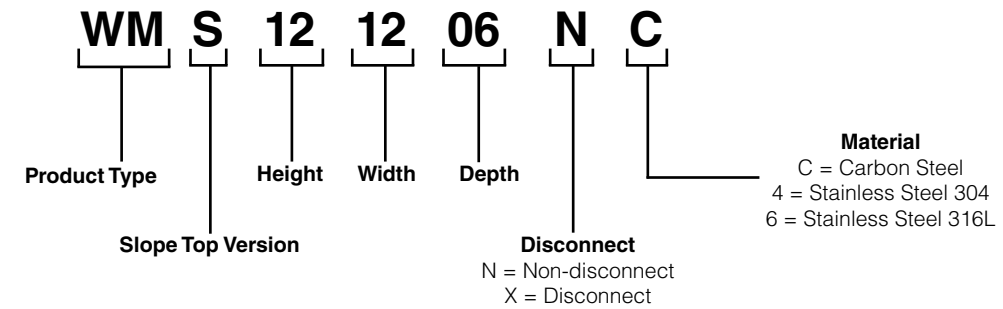 WM S 12 12 06 N C
Product Type
Height
Width
Depth
Material
C = Carbon Steel
4 = Stainless Steel 304
6 = Stainless Steel 316L
Slope Top Version
Disconnect
N = Non-disconnect
X = Disconnect